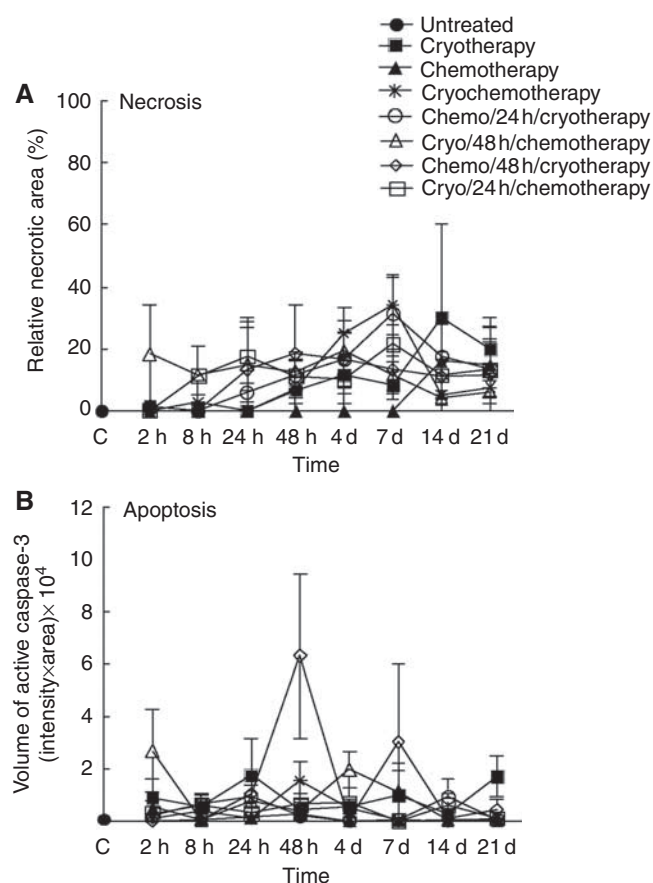 Untreated
Cryotherapy
Chemotherapy
Cryochemotherapy
Chemo/24 h/cryotherapy
Cryo/48 h/chemotherapy
Chemo/48 h/cryotherapy
Cryo/24 h/chemotherapy
A
Necrosis
Relative necrotic area (%)
100
80
60
40
20
0
C 2 h 8 h 24 h 48 h 4 d 7 d 14 d 21 d
Time
B
Apoptosis
Volume of active caspase-3
(intensity×area)× 10⁴
12
10
8
6
4
2
C 2 h 8 h 24 h 48 h 4 d 7 d 14 d 21 d
Time